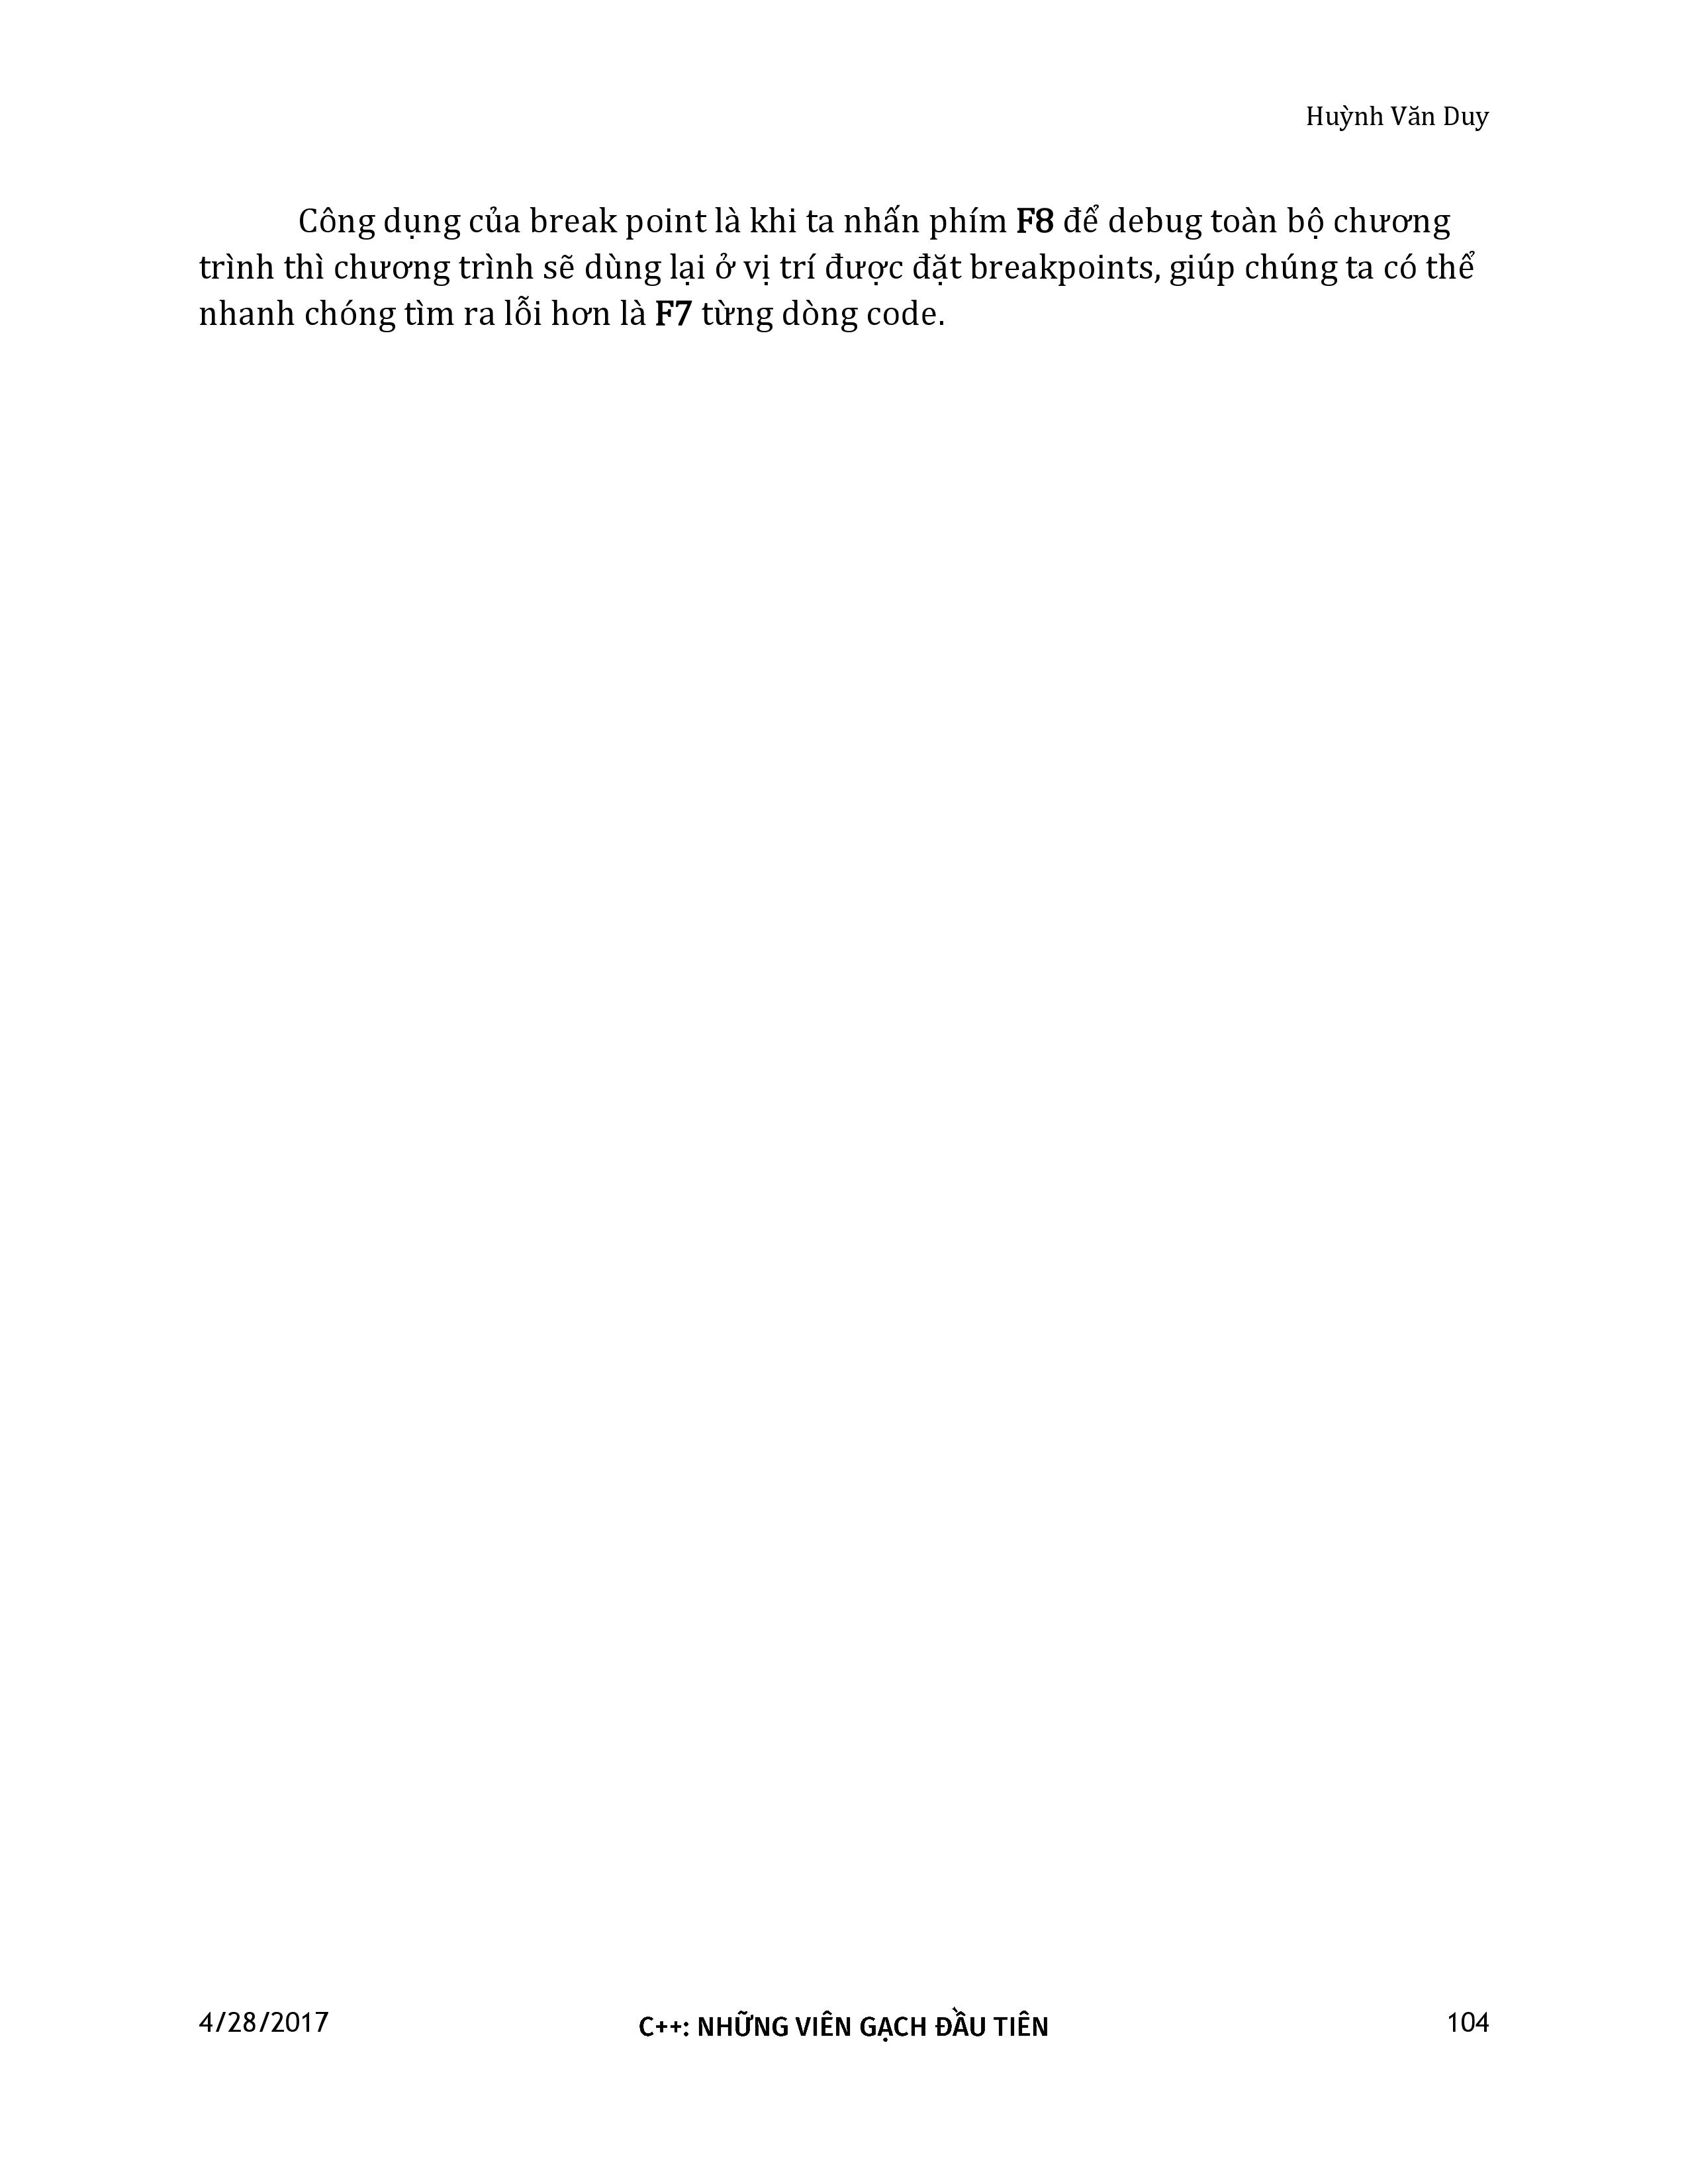 Huỳnh Văn Duy
Công dụng của break point là khi ta nhấn phím F8 để debug toàn bộ chương
trình thì chương trình sẽ dùng lại ở vị trí được đặt breakpoints, giúp chúng ta có thể
nhanh chóng tìm ra lỗi hơn là F7 từng dòng code.
4/28/2017 C++: NHỮNG VIÊN GẠCH ĐẦU TIÊN 104